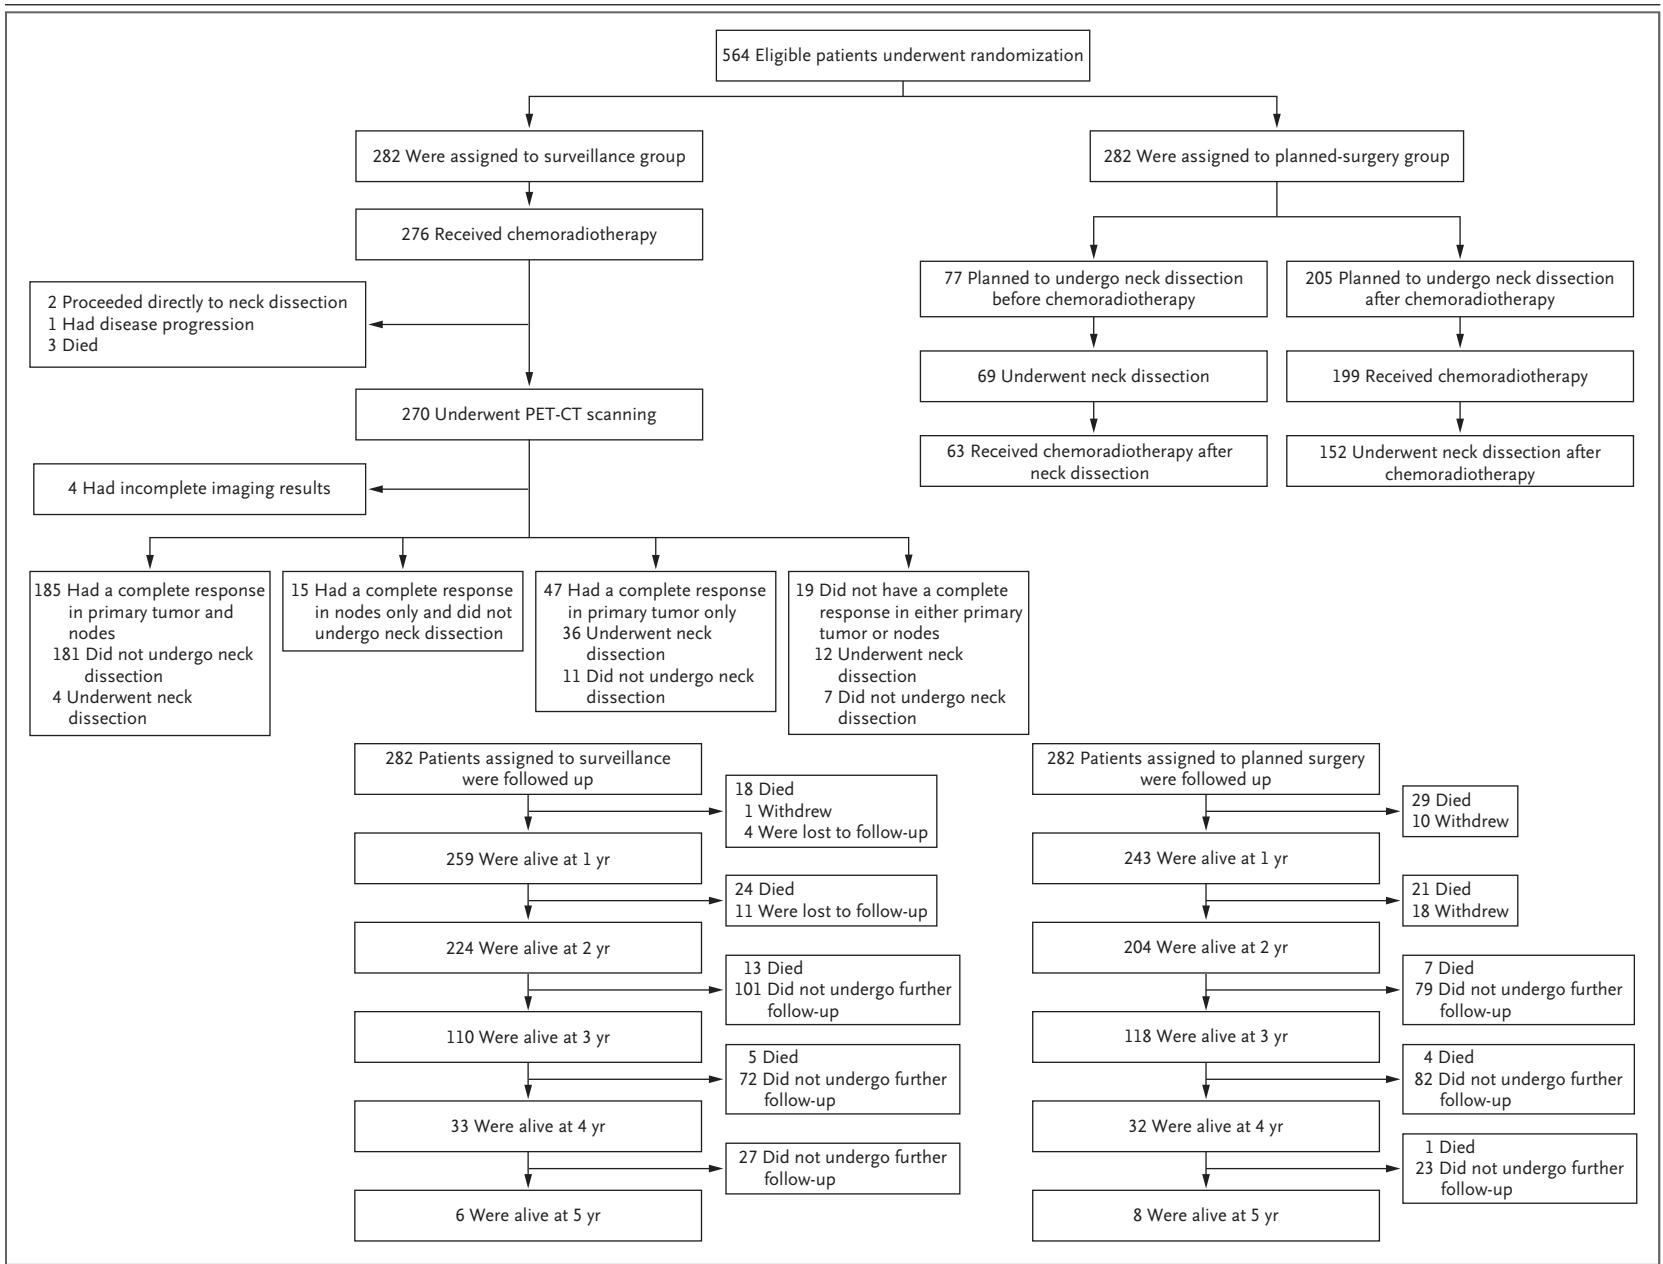 564 Eligible patients underwent randomization
282 Were assigned to surveillance group
282 Were assigned to planned-surgery group
276 Received chemoradiotherapy
2 Proceeded directly to neck dissection
1 Had disease progression
3 Died
77 Planned to undergo neck dissection
before chemoradiotherapy
205 Planned to undergo neck dissection
after chemoradiotherapy
69 Underwent neck dissection
199 Received chemoradiotherapy
270 Underwent PET-CT scanning
63 Received chemoradiotherapy after
neck dissection
152 Underwent neck dissection after
chemoradiotherapy
4 Had incomplete imaging results
185 Had a complete response
in primary tumor and
nodes
181 Did not undergo neck
dissection
4 Underwent neck
dissection
15 Had a complete response
in nodes only and did not
undergo neck dissection
47 Had a complete response
in primary tumor only
36 Underwent neck
dissection
11 Did not undergo neck
dissection
19 Did not have a complete
response in either primary
tumor or nodes
12 Underwent neck
dissection
7 Did not undergo neck
dissection
282 Patients assigned to surveillance
were followed up
18 Died
1 Withdrew
4 Were lost to follow-up
259 Were alive at 1 yr
24 Died
11 Were lost to follow-up
224 Were alive at 2 yr
13 Died
101 Did not undergo further
follow-up
110 Were alive at 3 yr
5 Died
72 Did not undergo further
follow-up
33 Were alive at 4 yr
27 Did not undergo further
follow-up
6 Were alive at 5 yr
282 Patients assigned to planned surgery
were followed up
29 Died
10 Withdrew
243 Were alive at 1 yr
21 Died
18 Withdrew
204 Were alive at 2 yr
7 Died
79 Did not undergo further
follow-up
118 Were alive at 3 yr
4 Died
82 Did not undergo further
follow-up
32 Were alive at 4 yr
1 Died
23 Did not undergo further
follow-up
8 Were alive at 5 yr